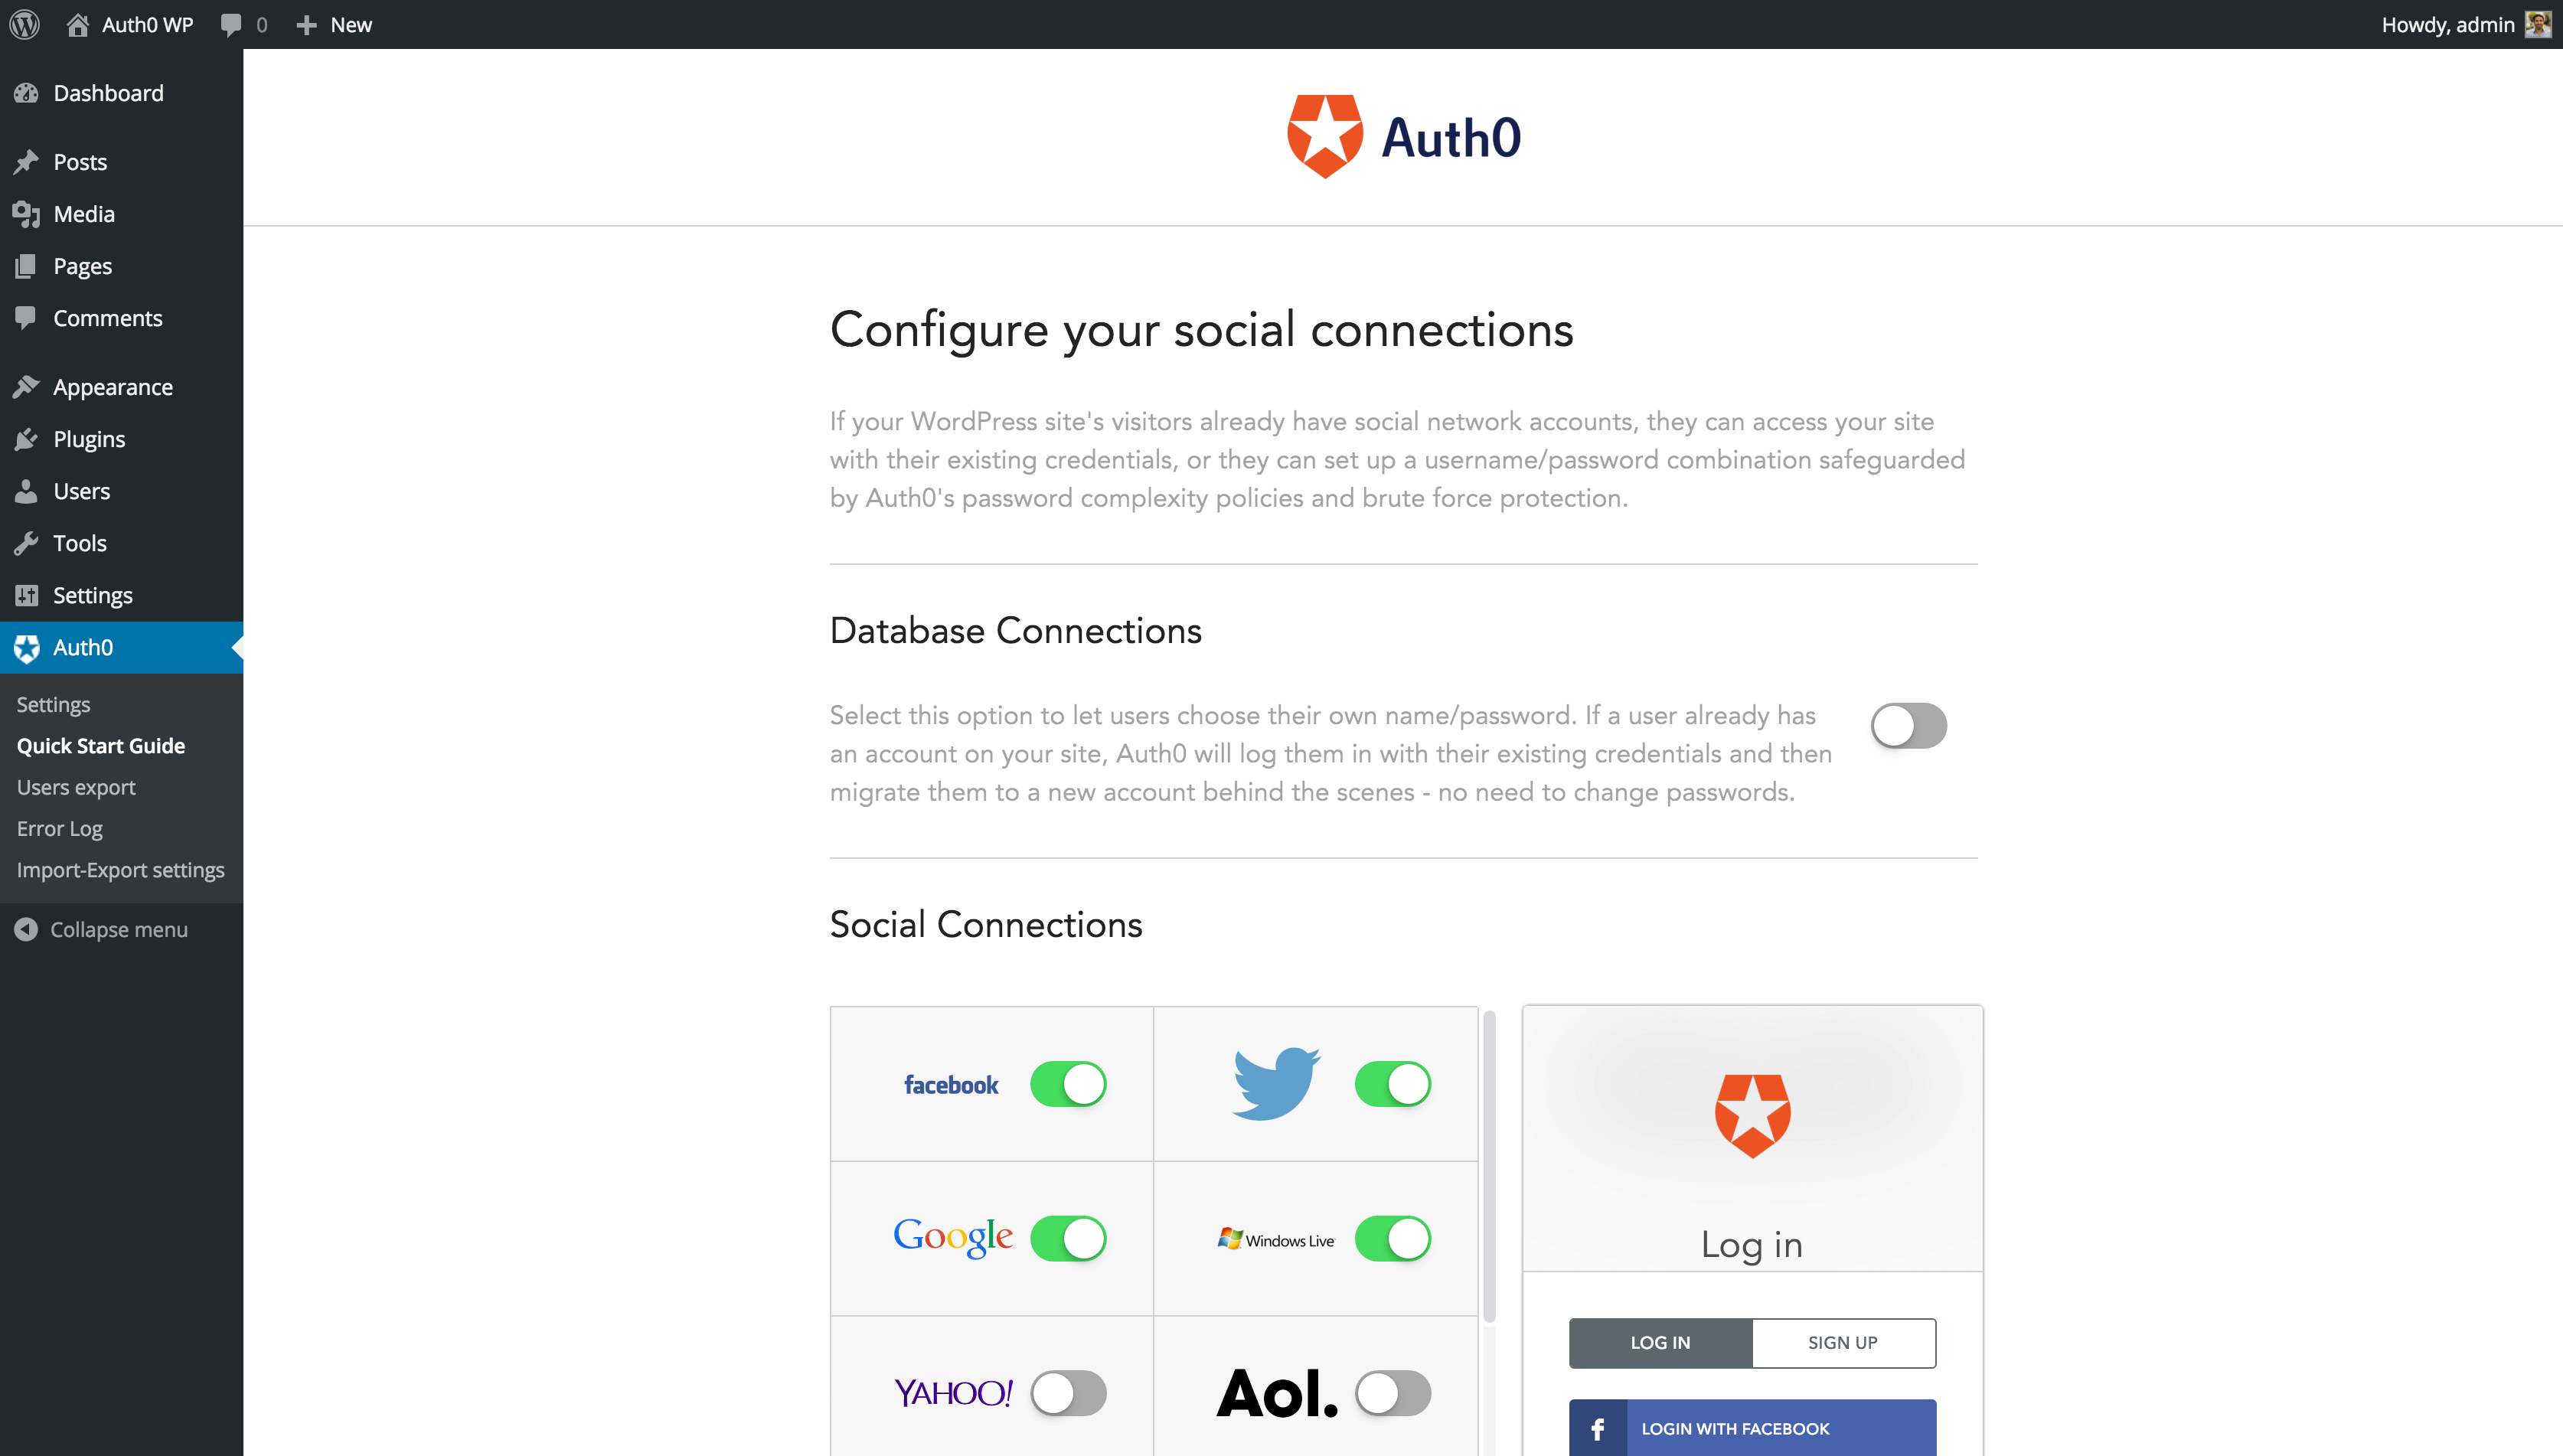 Auth0 WP
0
New
Howdy, admin
Dashboard
Posts
Media
Pages
Comments
Appearance
Plugins
Users
Tools
Settings
Auth0
Settings
Quick Start Guide
Users export
Error Log
Import-Export settings
Collapse menu
Auth0
Configure your social connections
If your WordPress site's visitors already have social network accounts, they can access your site
with their existing credentials, or they can set up a username/password combination safeguarded
by Auth0's password complexity policies and brute force protection.
Database Connections
Select this option to let users choose their own name/password. If a user already has
an account on your site, Auth0 will log them in with their existing credentials and then
migrate them to a new account behind the scenes - no need to change passwords.
Social Connections
facebook
Google
Windows Live
YAHOO!
Aol.
Log in
LOG IN
SIGN UP
f
LOGIN WITH FACEBOOK